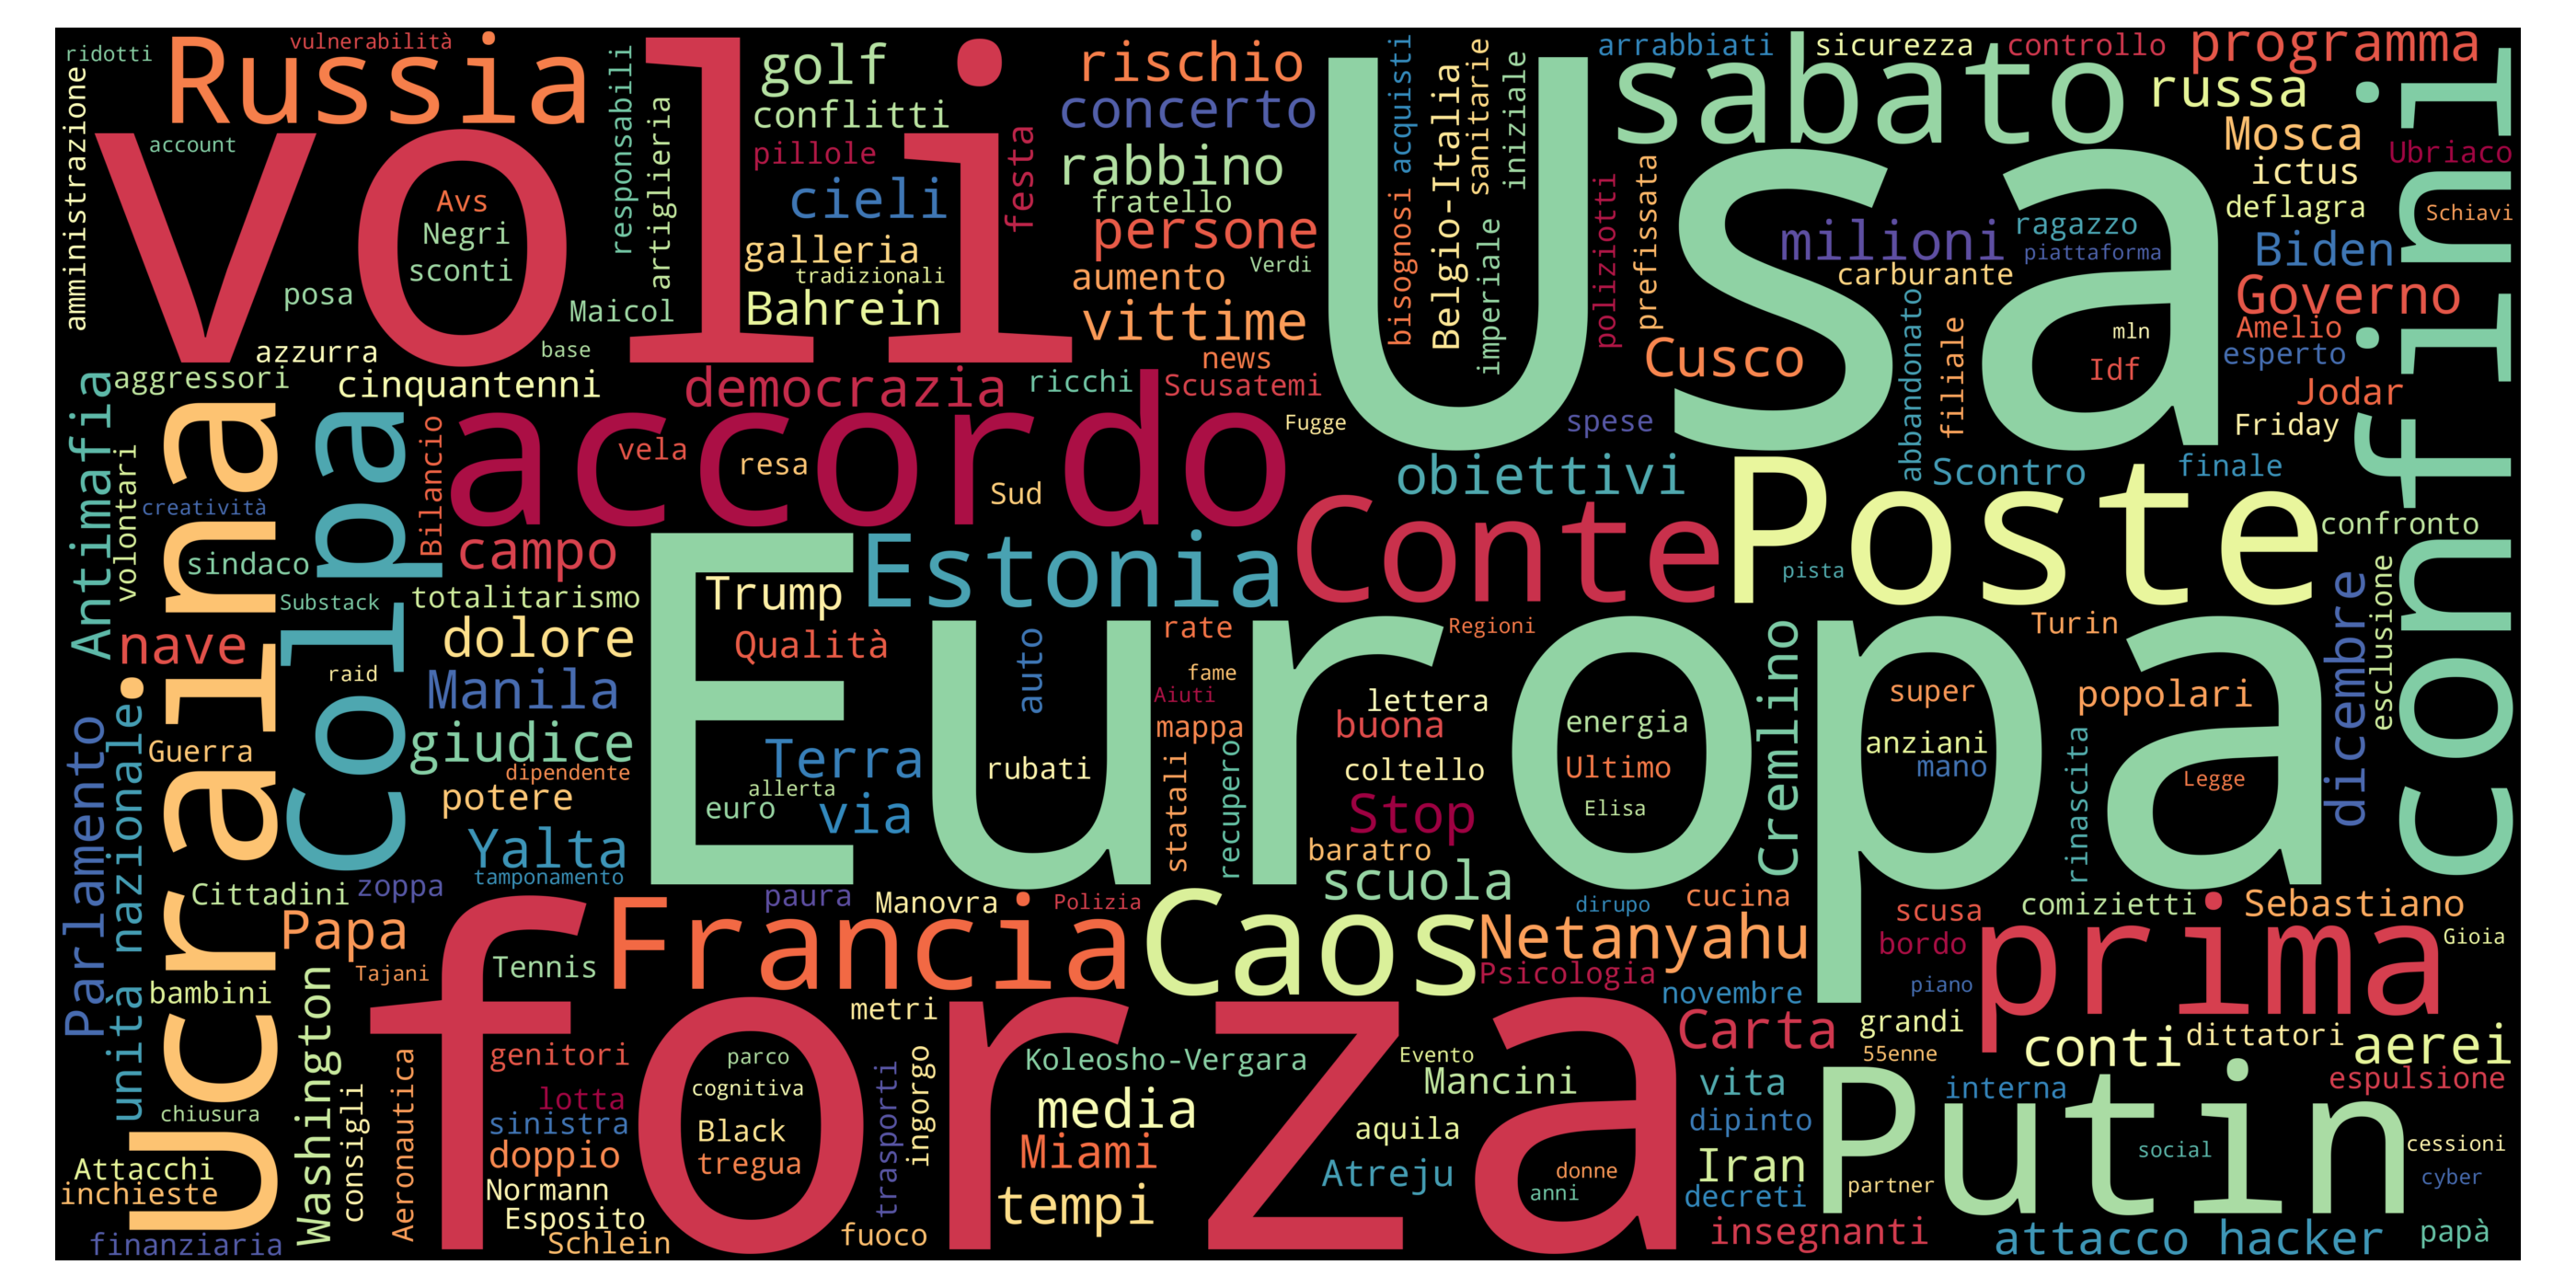 ridotti
vulnerabilità
Russia
voli
account
amministrazione
responsabili
artiglieria
golf
conflitti
pillole
cieli
galleria
tradizionali
Bahrein
festa
rischio
concerto
rabbino
fratello
persone
Verdi
aumento
vittime
news
Usa
bisognosi
acquisti
Belgio-Italia
sanitarie
imperiale
iniziale
arrabbiati
sicurezza
controllo
programma
sabato
russa
Mosca
Ubriaco
ictus
deflagra
Schiavi
Biden
Governo
Amelio
esperto
Jodar
Friday
confini
poliziotti
prefissata
milioni
ragazzo
piattaforma
carburante
abbandonato
filiale
mln
Idf
Cusco
Avs
Negri
sconti
posa
Maicol
azzurra
base
aggressori
cinquantenni
democrazia
ricchi
Scusatemi
Fugge
spese
Scontro
finale
Antimafia
volontari
creatività
ucraina
Colpa
Bilancio
accordo
vela
resa
Sud
obiettivi
Conte
Poste
confronto
sindaco
Substack
campo
totalitarismo
Trump
Estonia
pista
esclusione
nave
dolore
Qualità
auto
rate
Regioni
Turin
dicembre
Europa
raid
Manila
fame
Aiuti
lettera
energia
Cremlino
super
popolari
Parlamento
unità nazionale
Guerra
giudice
dipendente
potere
Terra
allerta
euro
via
rubati
mappa
statali
recupero
buona
coltello
Stop
baratro
Ultimo
Elisa
anziani
mano
rinascita
Legge
Yalta
tamponamento
Cittadini
zoppa
paura
Manovra
Polizia
scuola
dirupo
cucina
scusa
comizietti
Sebastiano
Papa
Tajani
Francia
Tennis
Caos
Netanyahu
Psicologia
bordo
piano
prima
Gioia
bambini
Washington
forza
metri
novembre
Carta
grandi
55enne
conti
dittatori
aerei
chiusura
consigli
Aeronautica
genitori
lotta
sinistra
doppio
Normann
Esposito
Schlein
parco
cognitiva
Black
tregua
trasporti
ingorgo
fuoco
Koleosho-Vergara
media
Miami
tempi
Evento
Mancini
aquila
Atreju
donne
anni
vita
dipinto
Iran
decreti
insegnanti
interna
Putin
espulsione
partner
social
cessioni
cyber
attacco hacker
papà
Attacchi
inchieste
finanziaria